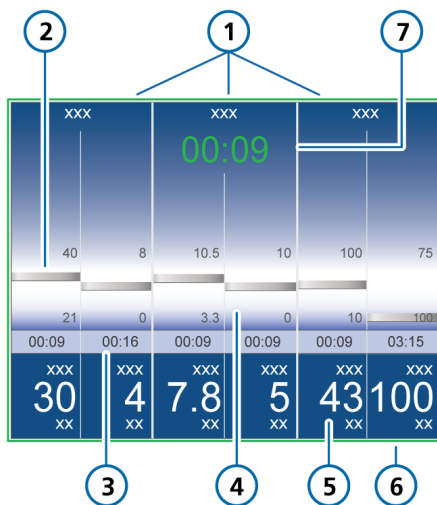 2 1 7
xxx xxx xxx
00:09
40 8 10.5 10 100 75
21 0 3.3 0 10 100
00:09 00:16 00:09 00:09 00:09 03:15
xxx xxx xxx xxx xxx xxx
30 4 7.8 5 43 100
xx xx xx xx xx xx
3 4 5 6